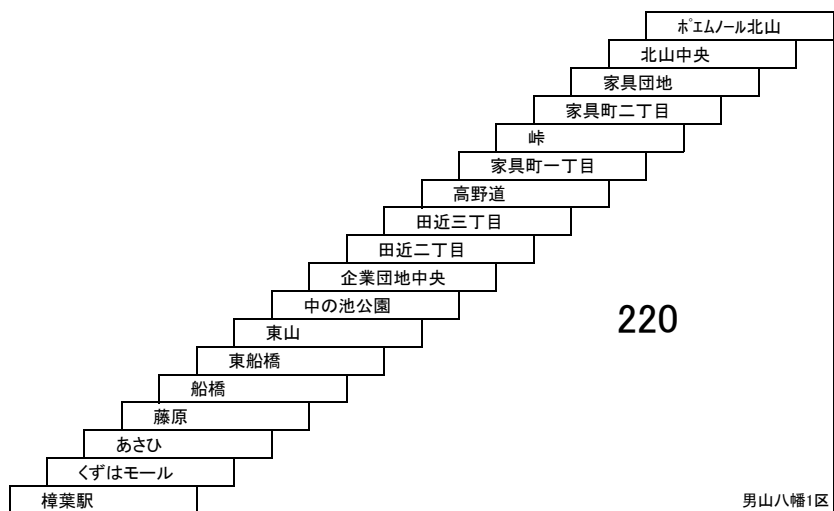 ﾎﾟエムノール北山
北山中央
家具団地
家具町二丁目
峠
家具町一丁目
高野道
田近三丁目
田近二丁目
企業団地中央
中の池公園
220
東山
東船橋
船橋
藤原
あさひ
くずはモール
樟葉駅
男山八幡1区